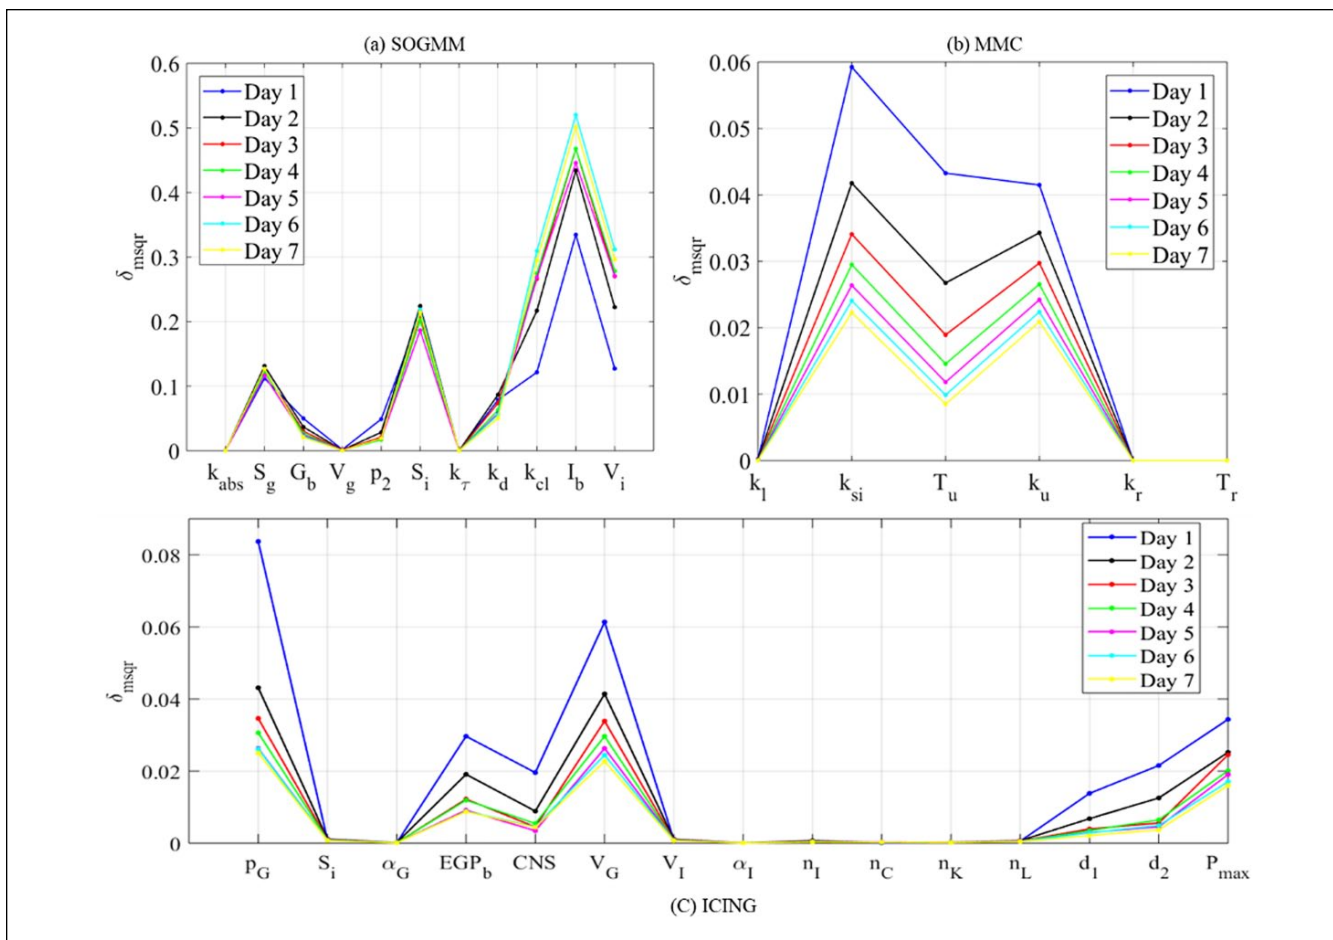 (a) SOGMM
0.6
0.5
0.4
0.3
0.2
0.1
0
δmsqr
Day 1
Day 2
Day 3
Day 4
Day 5
Day 6
Day 7
kabs Sg Gb Vg p2 Si kτ kd kcl Ib Vi
(b) MMC
0.06
0.05
0.04
0.03
0.02
0.01
0
δmsqr
Day 1
Day 2
Day 3
Day 4
Day 5
Day 6
Day 7
kl ksi Tu ku kr Tr
0.08
0.06
0.04
0.02
0
δmsqr
Day 1
Day 2
Day 3
Day 4
Day 5
Day 6
Day 7
pG Si αG EGPb CNS VG VI αI nI nC nK nL d1 d2 Pmax
(C) ICING